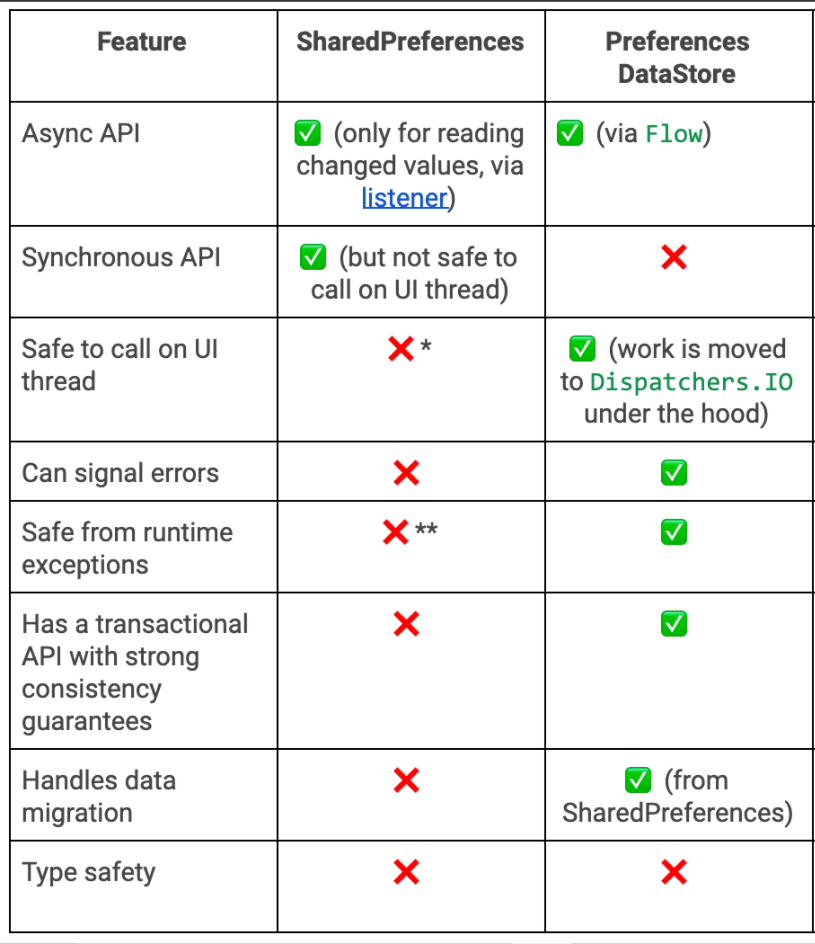 Feature
SharedPreferences
Preferences
DataStore
Async API
✅ (only for reading
changed values, via
listener)
✅ (via Flow)
Synchronous API
✅ (but not safe to
call on UI thread)
❌
Safe to call on UI
thread
❌*
✅ (work is moved
to Dispatchers.IO
under the hood)
Can signal errors
❌
✅
Safe from runtime
exceptions
❌**
✅
Has a transactional
API with strong
consistency
guarantees
❌
✅
Handles data
migration
❌
✅ (from
SharedPreferences)
Type safety
❌
❌